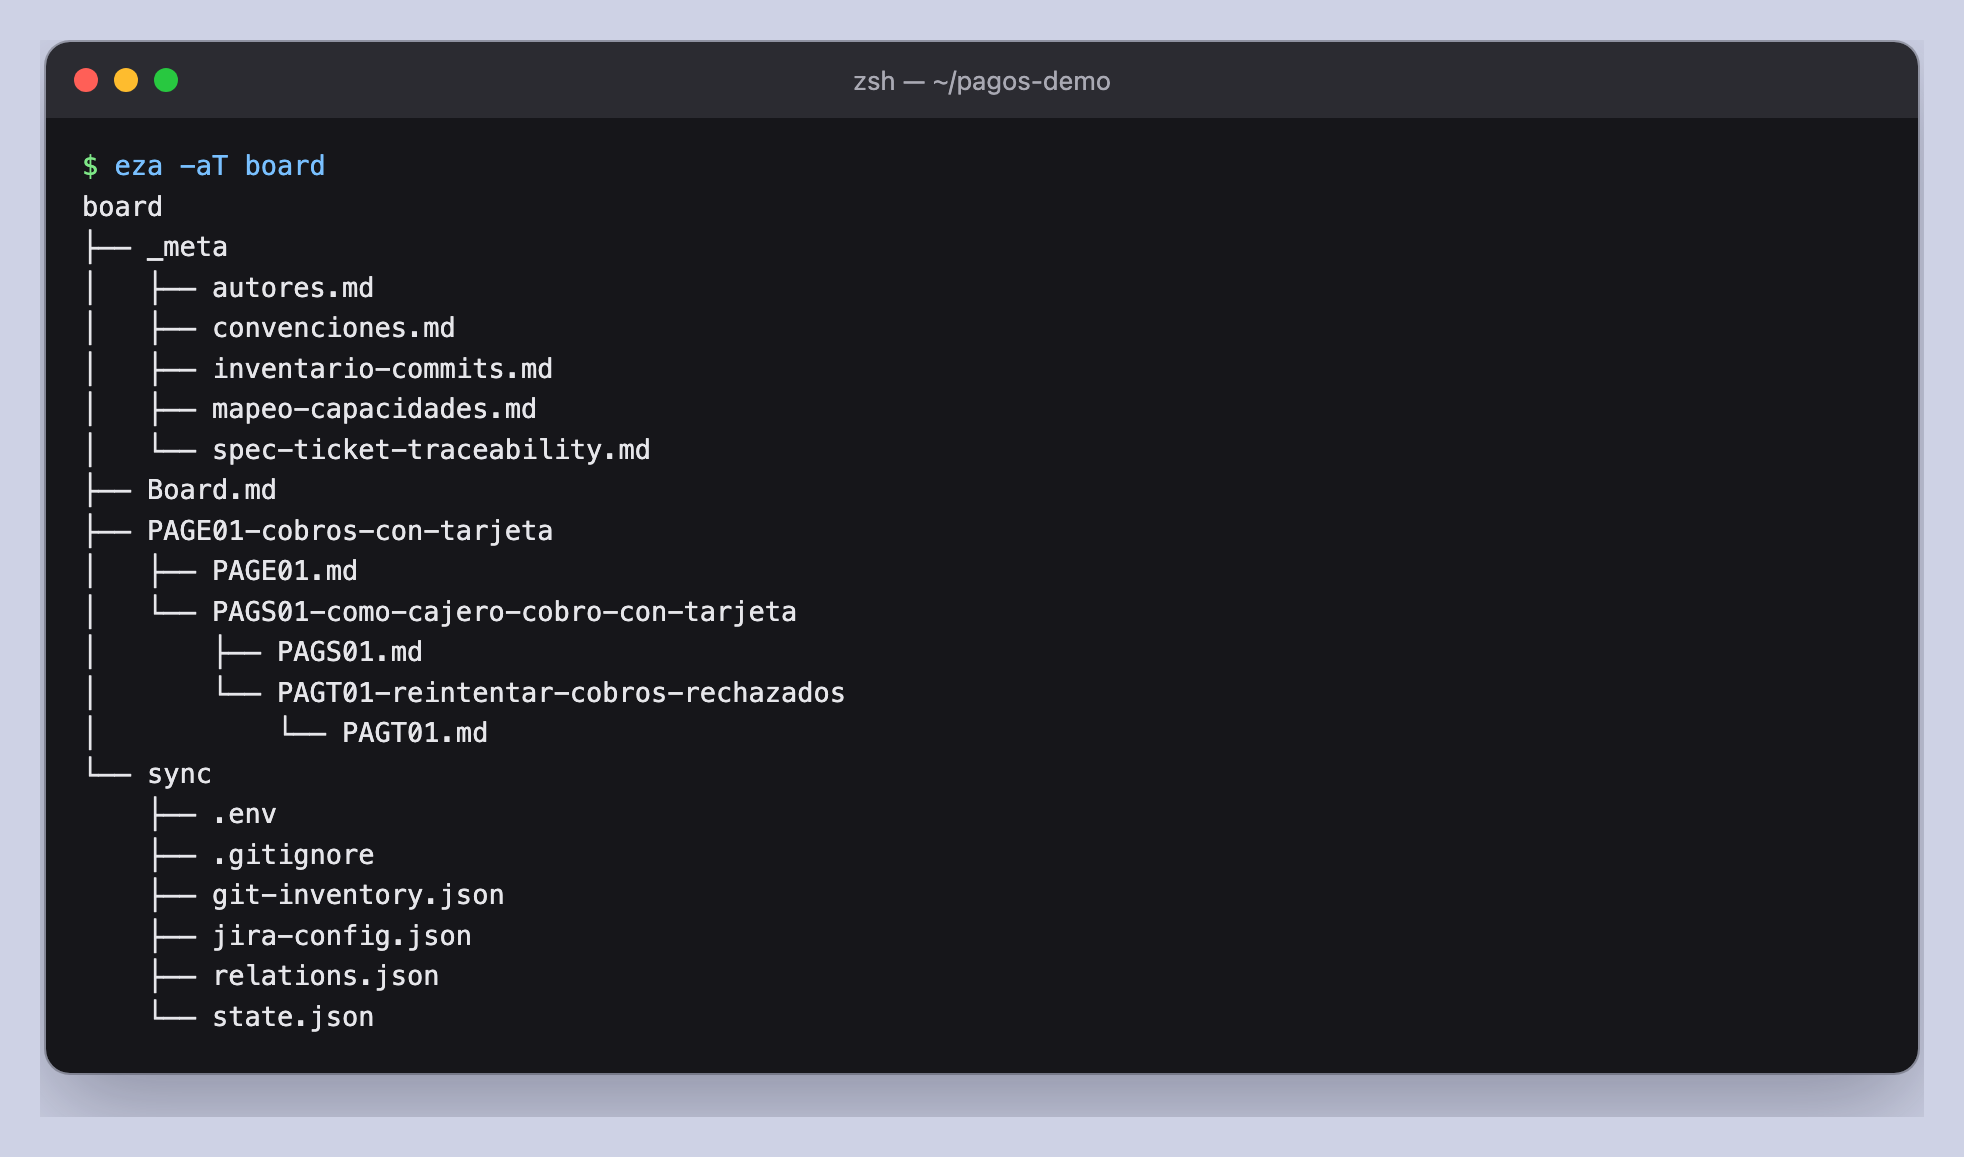 zsh — ~/pagos-demo
$ eza -aT board
board
├── _meta
│   ├── autores.md
│   ├── convenciones.md
│   ├── inventario-commits.md
│   ├── mapeo-capacidades.md
│   └── spec-ticket-traceability.md
├── Board.md
├── PAGE01-cobros-con-tarjeta
│   ├── PAGE01.md
│   └── PAGS01-como-cajero-cobro-con-tarjeta
│       ├── PAGS01.md
│       └── PAGT01-reintentar-cobros-rechazados
│           └── PAGT01.md
└── sync
    ├── .env
    ├── .gitignore
    ├── git-inventory.json
    ├── jira-config.json
    ├── relations.json
    └── state.json